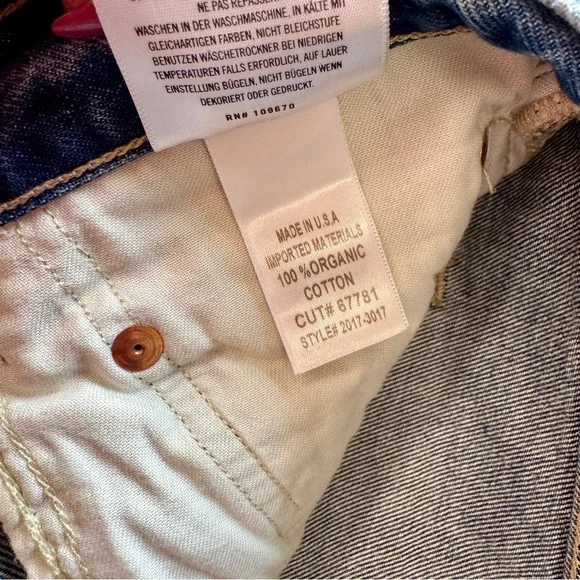 NE PAS REPASSER
WASCHEN IN DER WASCHMASCHINE, IN KÄLTE MIT
GLEICHARTIGEN FARBEN. NICHT BLEICHSTUFE
BENUTZEN WÄSCHETROCKNER BEI NIEDRIGEN
TEMPERATUREN FALLS ERFORDLICH, AUF LAUER
EINSTELLUNG BÜGELN, NICHT BÜGELN WENN
DEKORIERT ODER GEDRUCKT.
RN# 109670
MADE IN U.S.A
IMPORTED MATERIALS
100 %ORGANIC
COTTON
CUT# 67781
STYLE# 2017-3017